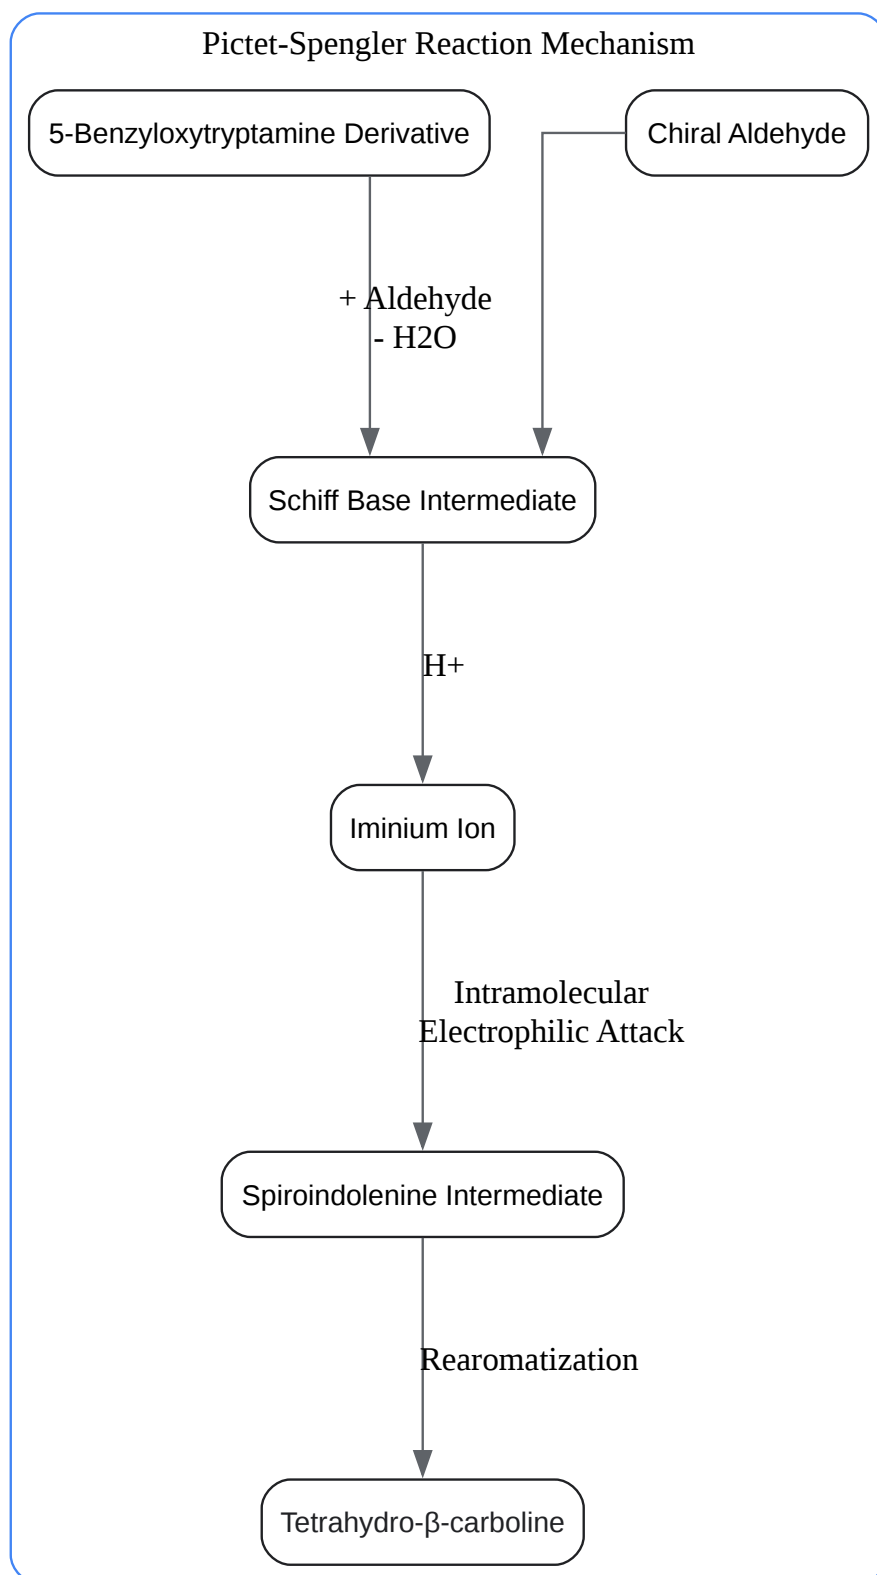 Pictet-Spengler Reaction Mechanism
5-Benzyloxytryptamine Derivative
Chiral Aldehyde
+ Aldehyde
- H2O
Schiff Base Intermediate
H+
Iminium Ion
Intramolecular
Electrophilic Attack
Spiroindolenine Intermediate
Rearomatization
Tetrahydro-β-carboline